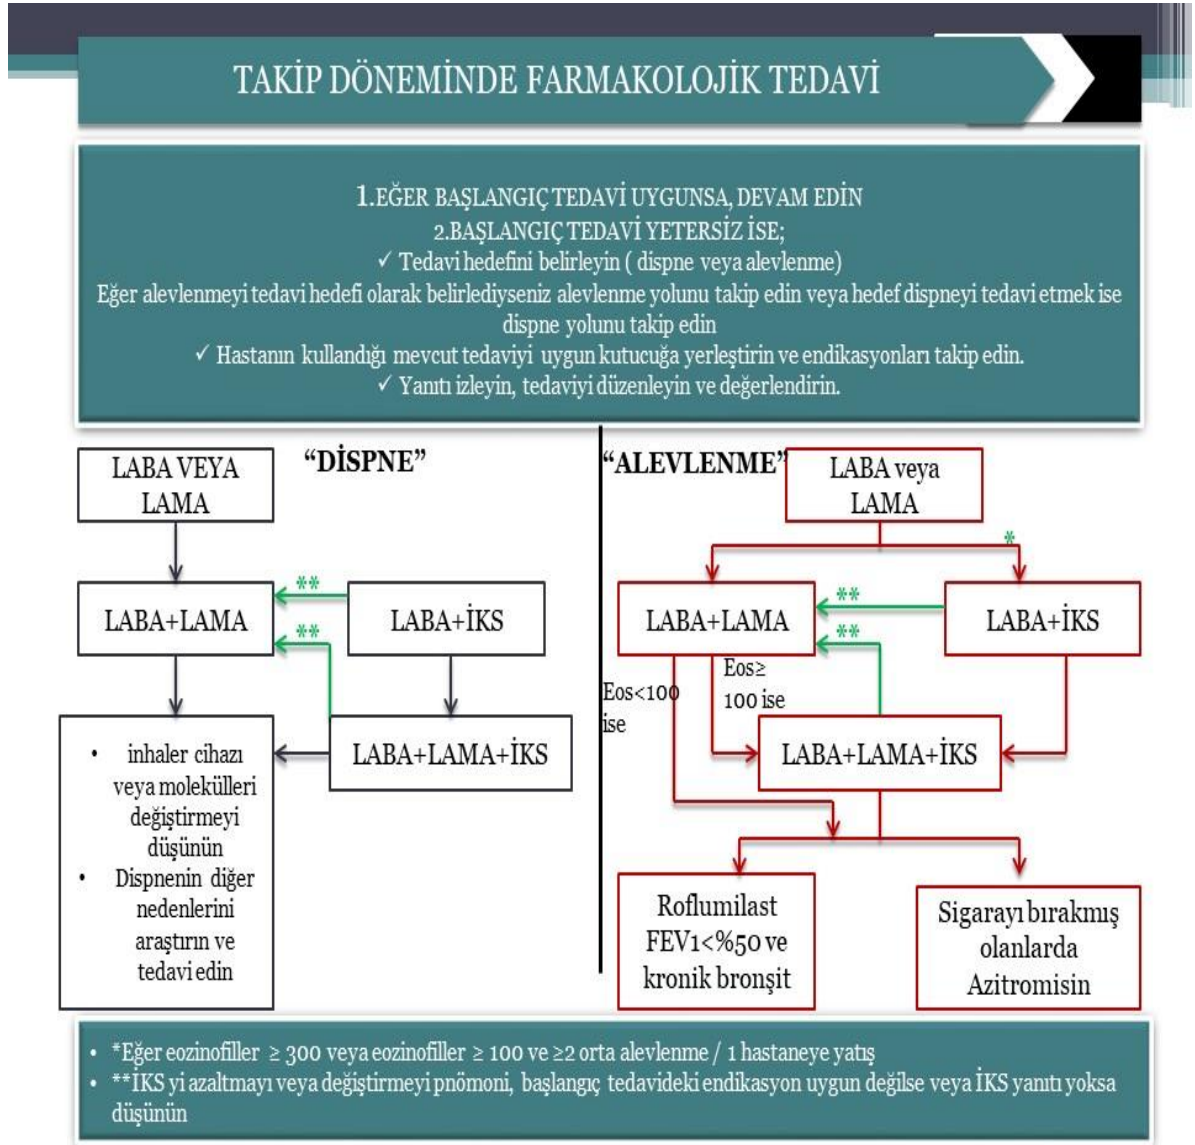 TAKİP DÖNEMİNDE FARMAKOLOJİK TEDAVİ
1.EĞER BAŞLANGIÇ TEDAVİ UYGUNSA, DEVAM EDİN
2.BAŞLANGIÇ TEDAVİ YETERSİZ İSE;
✓ Tedavi hedefini belirleyin ( dispne veya alevlenme)
Eğer alevlenmeyi tedavi hedefi olarak belirlediyseniz alevlenme yolunu takip edin veya hedef dispneyi tedavi etmek ise
dispne yolunu takip edin
✓ Hastanın kullandığı mevcut tedaviyi uygun kutucuğa yerleştirin ve endikasyonları takip edin.
✓ Yanıtı izleyin, tedaviyi düzenleyin ve değerlendirin.
“DİSPNE”
LABA VEYA
LAMA
**
LABA+LAMA
LABA+İKS
**
LABA+LAMA+İKS
• inhaler cihazı
veya molekülleri
değiştirmeyi
düşünün
• Dispnenin diğer
nedenlerini
araştırın ve
tedavi edin
“ALEVLENME”
LABA veya
LAMA
*
**
LABA+LAMA
LABA+İKS
**
Eos<100
ise
Eos≥
100 ise
LABA+LAMA+İKS
Roflumilast
FEV1<%50 ve
kronik bronşit
Sigarayı bırakmış
olanlarda
Azitromisin
• *Eğer eozinofiller ≥ 300 veya eozinofiller ≥ 100 ve ≥2 orta alevlenme / 1 hastaneye yatış
• **İKS yi azaltmayı veya değiştirmeyi pnömoni, başlangıç tedavideki endikasyon uygun değilse veya İKS yanıtı yoksa
düşünün